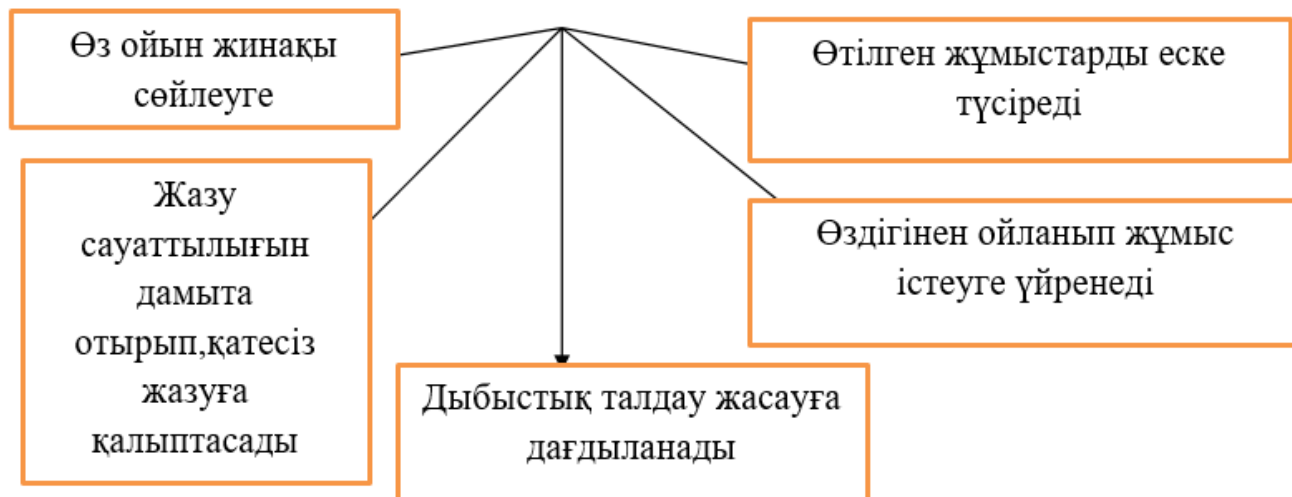 Өз ойын жинақы
сөйлеуге
Өтілген жұмыстарды еске
түсіреді
Жазу
сауаттылығын
дамыта
отырып,қатесіз
жазуға
қалыптасады
Өздігінен ойланып жұмыс
істеуге үйренеді
Дыбыстық талдау жасауға
дағдыланады